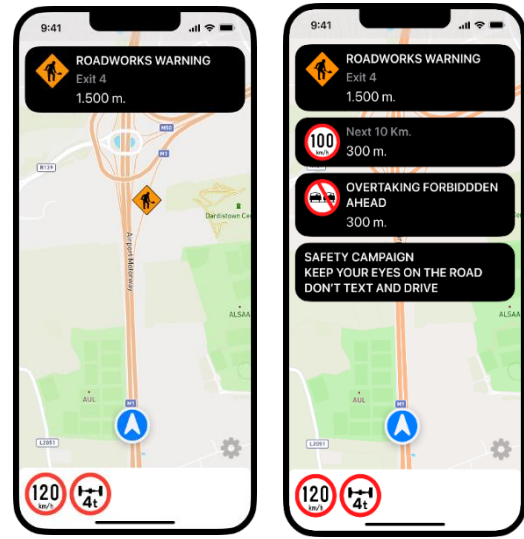 9:41
ROADWORKS WARNING
Exit 4
1.500 m.
M50
M1
R139
Dardistown Cen
Airport Motorway
ALSAA
AUL
M1
L2051
120
km/h
4t
9:41
ROADWORKS WARNING
Exit 4
1.500 m.
100
km/h
Next 10 Km.
300 m.
OVERTAKING FORBIDDDEN
AHEAD
300 m.
SAFETY CAMPAIGN
KEEP YOUR EYES ON THE ROAD
DON'T TEXT AND DRIVE
ALSAA
AUL
M1
L2051
120
km/h
4t